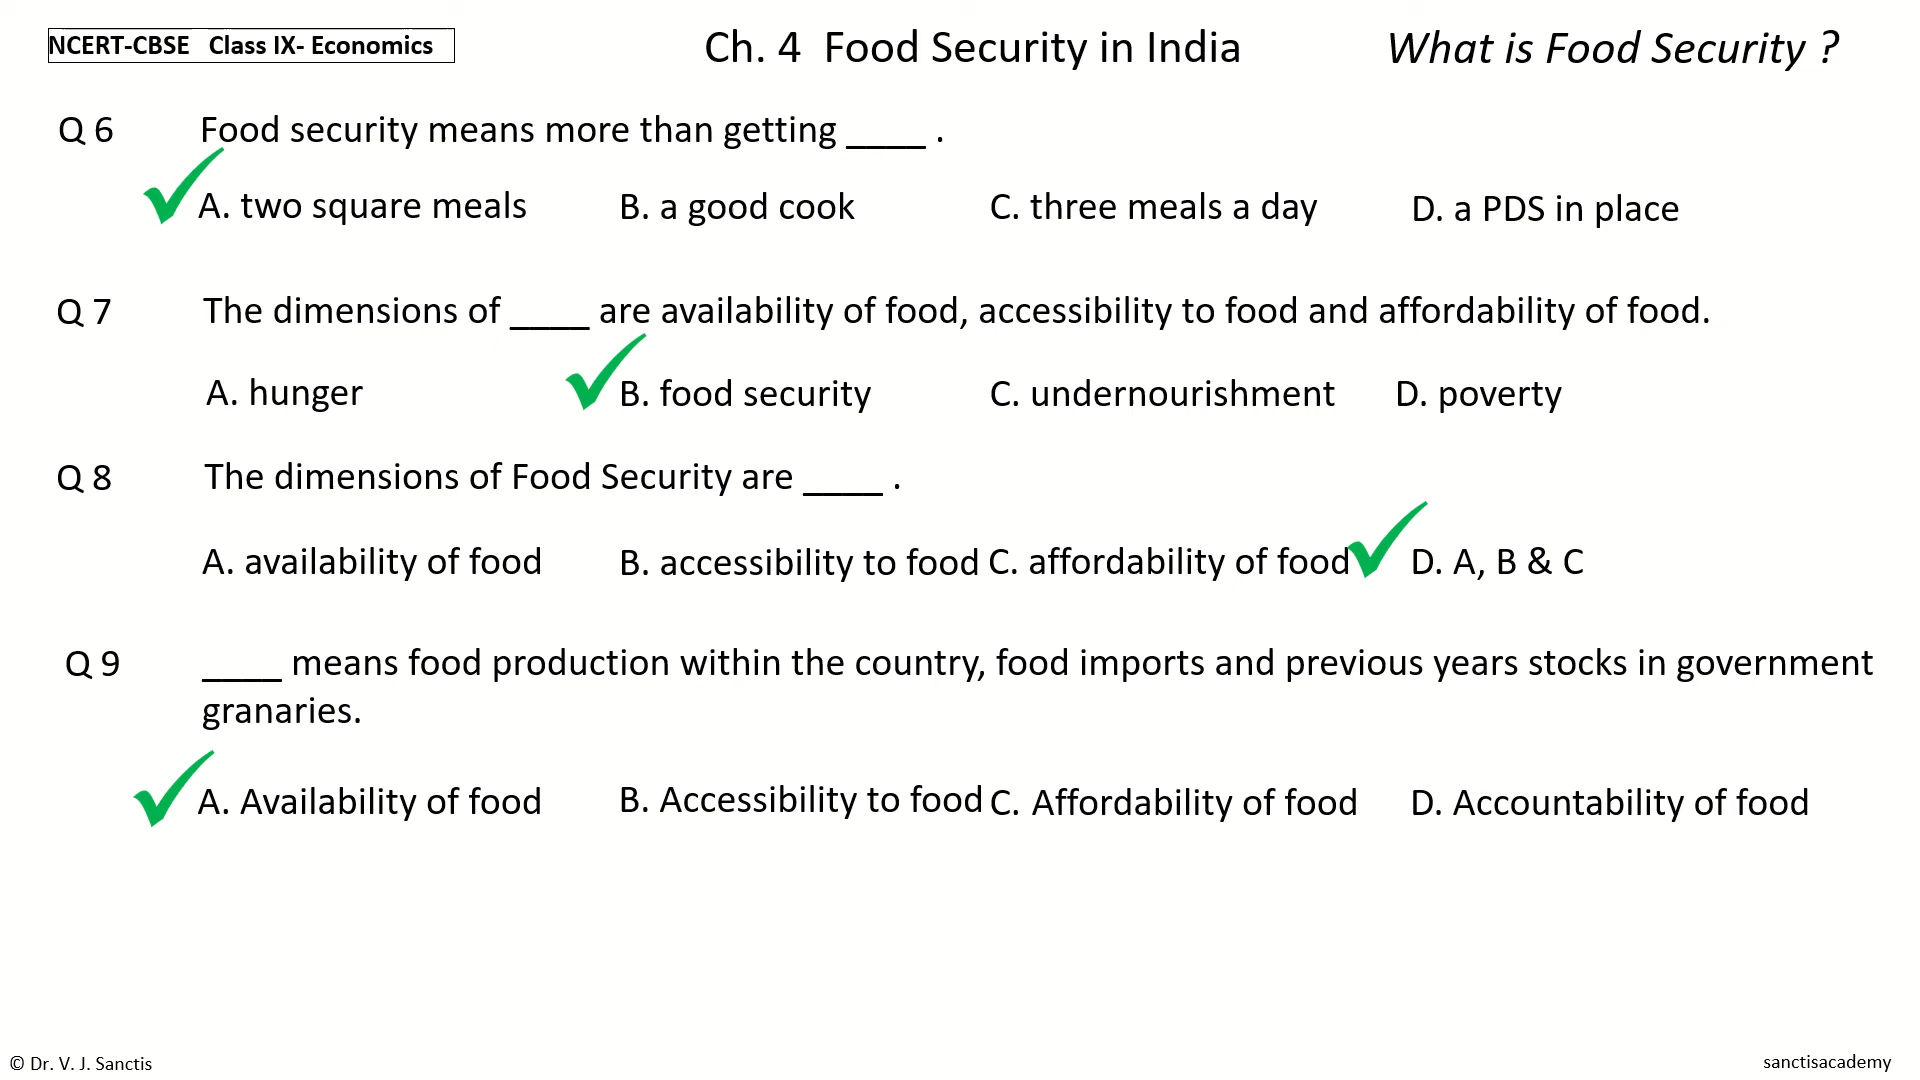 NCERT-CBSE Class IX- Economics
Ch. 4 Food Security in India
What is Food Security ?
Q 6 Food security means more than getting ____ .
A. two square meals B. a good cook C. three meals a day D. a PDS in place
Q 7 The dimensions of ____ are availability of food, accessibility to food and affordability of food.
A. hunger B. food security C. undernourishment D. poverty
Q 8 The dimensions of Food Security are ____ .
A. availability of food B. accessibility to food C. affordability of food D. A, B & C
Q 9 ____ means food production within the country, food imports and previous years stocks in government
granaries.
A. Availability of food B. Accessibility to food C. Affordability of food D. Accountability of food
© Dr. V. J. Sanctis
sanctisacademy